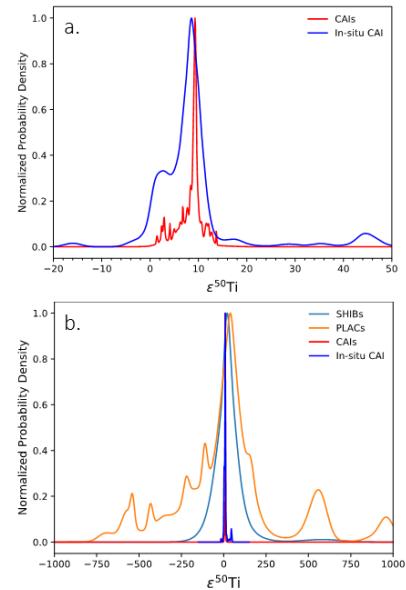 a.
CAIs
In-situ CAI
Normalized Probability Density
1.0
0.8
0.6
0.4
0.2
0.0
−20 −10 0 10 20 30 40 50
ε⁵⁰Ti
b.
SHIBs
PLACs
CAIs
In-situ CAI
Normalized Probability Density
1.0
0.8
0.6
0.4
0.2
0.0
−1000 −750 −500 −250 0 250 500 750 1000
ε⁵⁰Ti